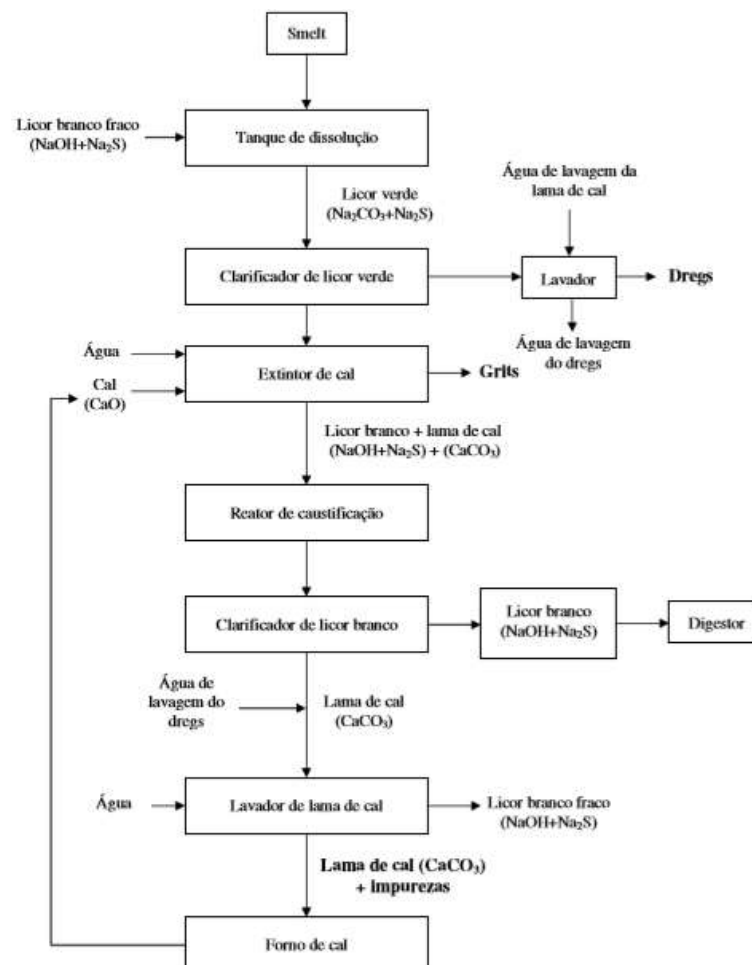 Smelt
Licor branco fraco
(NaOH+Na₂S)
Tanque de dissolução
Licor verde
(Na₂CO₃+Na₂S)
Água de lavagem da
lama de cal
Clarificador de licor verde
Lavador
Dregs
Água de lavagem
do dregs
Água
Cal
(CaO)
Extintor de cal
Grits
Licor branco + lama de cal
(NaOH+Na₂S) + (CaCO₃)
Reator de caustificação
Clarificador de licor branco
Licor branco
(NaOH+Na₂S)
Digestor
Água de
lavagem do
dregs
Lama de cal
(CaCO₃)
Água
Lavador de lama de cal
Licor branco fraco
(NaOH+Na₂S)
Lama de cal (CaCO₃)
+ impurezas
Forno de cal